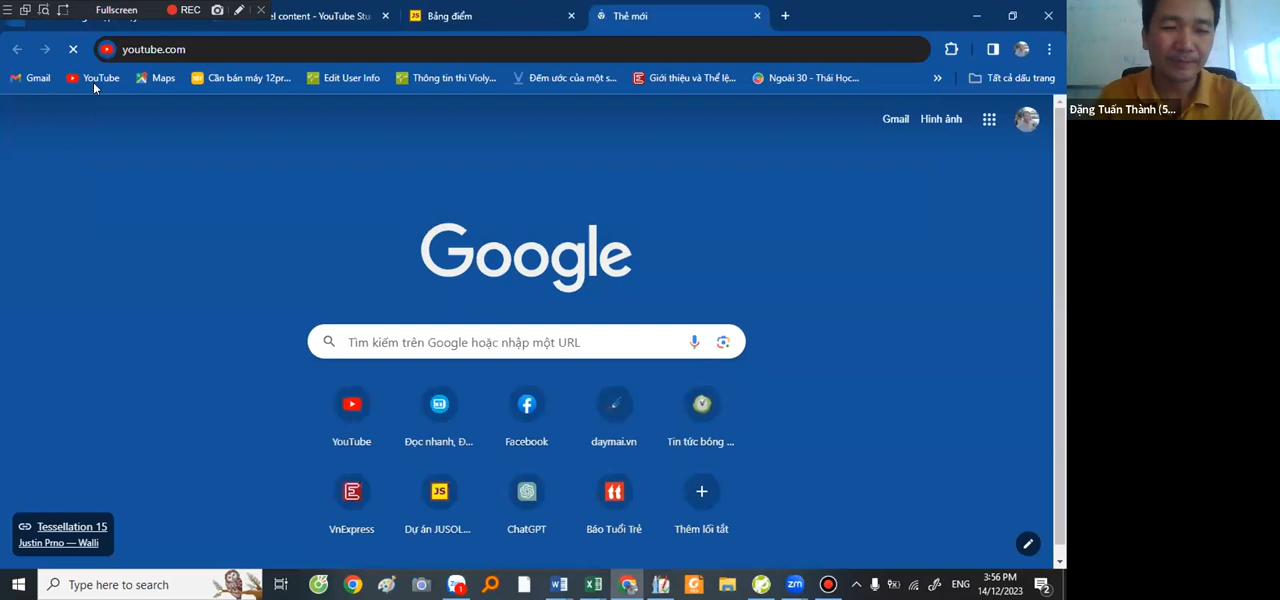 Fullscreen
REC
el content - YouTube Stu
JS Bảng điểm
Thẻ mới
youtube.com
Gmail
YouTube
Maps
Căn bán máy 12pr...
Edit User Info
Thông tin thi Violy...
Đếm ước của một s...
Giới thiệu và Thể lệ...
Ngoài 30 - Thái Học...
Tất cả dấu trang
Đặng Tuấn Thành (5...
Gmail
Hình ảnh
Google
Tìm kiếm trên Google hoặc nhập một URL
YouTube
Đọc nhanh, Đ...
Facebook
daymai.vn
Tin tức bóng ...
JS
VnExpress
Dự án JUSOL...
ChatGPT
Báo Tuổi Trẻ
Thêm lối tắt
Tessellation 15
Justin Prno — Walli
Type here to search
ENG
3:56 PM
14/12/2023